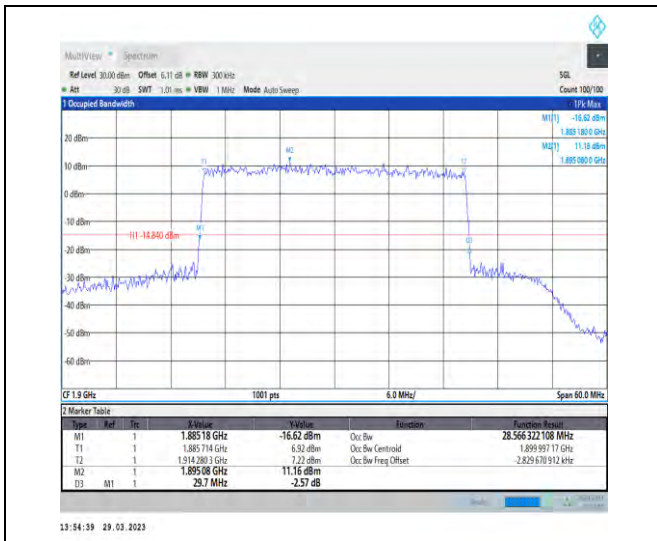 MultiView Spectrum
Ref Level 30.00 dBm Offset 6.11 dB RBW 300 kHz SGL
Att 30 dB SWT 1.01 ms VBW 1 MHz Mode Auto Sweep Count 100/100
1 Occupied Bandwidth 1Pk Max
M1[1] -16.62 dBm
1.885 180 0 GHz
M2[1] 11.16 dBm
1.895 080 0 GHz
20 dBm
M2
T1 T2
10 dBm
0 dBm
-10 dBm
M1
H1 -14.840 dBm
D3
-20 dBm
-30 dBm
-40 dBm
-50 dBm
-60 dBm
CF 1.9 GHz 1001 pts 6.0 MHz/ Span 60.0 MHz
2 Marker Table
Type Ref Trc X-Value Y-Value Function Function Result
M1 1 1.88518 GHz -16.62 dBm Occ Bw 28.566 322 108 MHz
T1 1 1.885714 GHz 6.92 dBm Occ Bw Centroid 1.899 997 17 GHz
T2 1 1.914 280 3 GHz 7.22 dBm Occ Bw Freq Offset -2.829 670 912 kHz
M2 1 1.89508 GHz 11.16 dBm
D3 M1 1 29.7 MHz -2.57 dB
13:54:39 29.03.2023